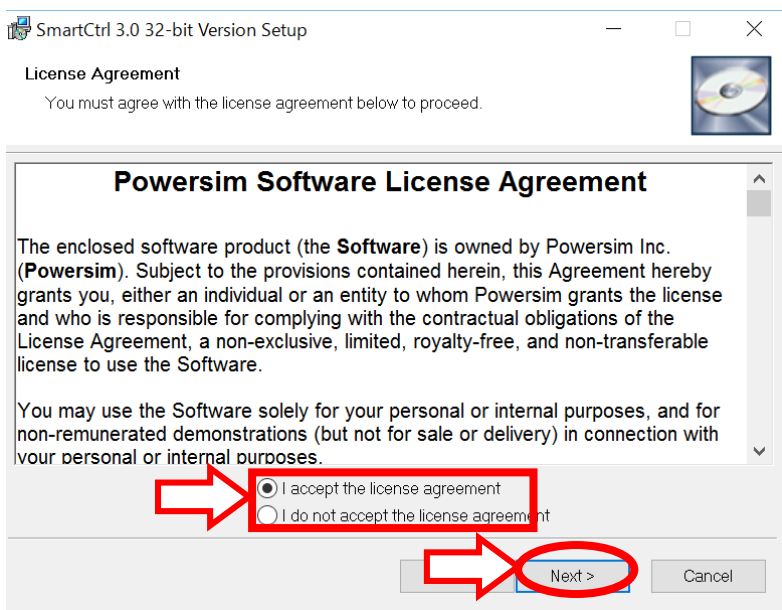 SmartCtrl 3.0 32-bit Version Setup
License Agreement
You must agree with the license agreement below to proceed.
Powersim Software License Agreement
The enclosed software product (the Software) is owned by Powersim Inc.
(Powersim). Subject to the provisions contained herein, this Agreement hereby
grants you, either an individual or an entity to whom Powersim grants the license
and who is responsible for complying with the contractual obligations of the
License Agreement, a non-exclusive, limited, royalty-free, and non-transferable
license to use the Software.
You may use the Software solely for your personal or internal purposes, and for
non-remunerated demonstrations (but not for sale or delivery) in connection with
your personal or internal purposes.
I accept the license agreement
I do not accept the license agreement
Next >
Cancel